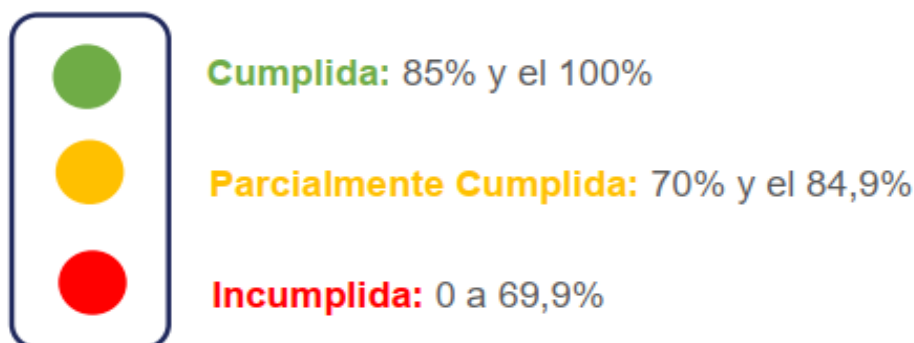 Cumplida: 85% y el 100%
Parcialmente Cumplida: 70% y el 84,9%
Incumplida: 0 a 69,9%